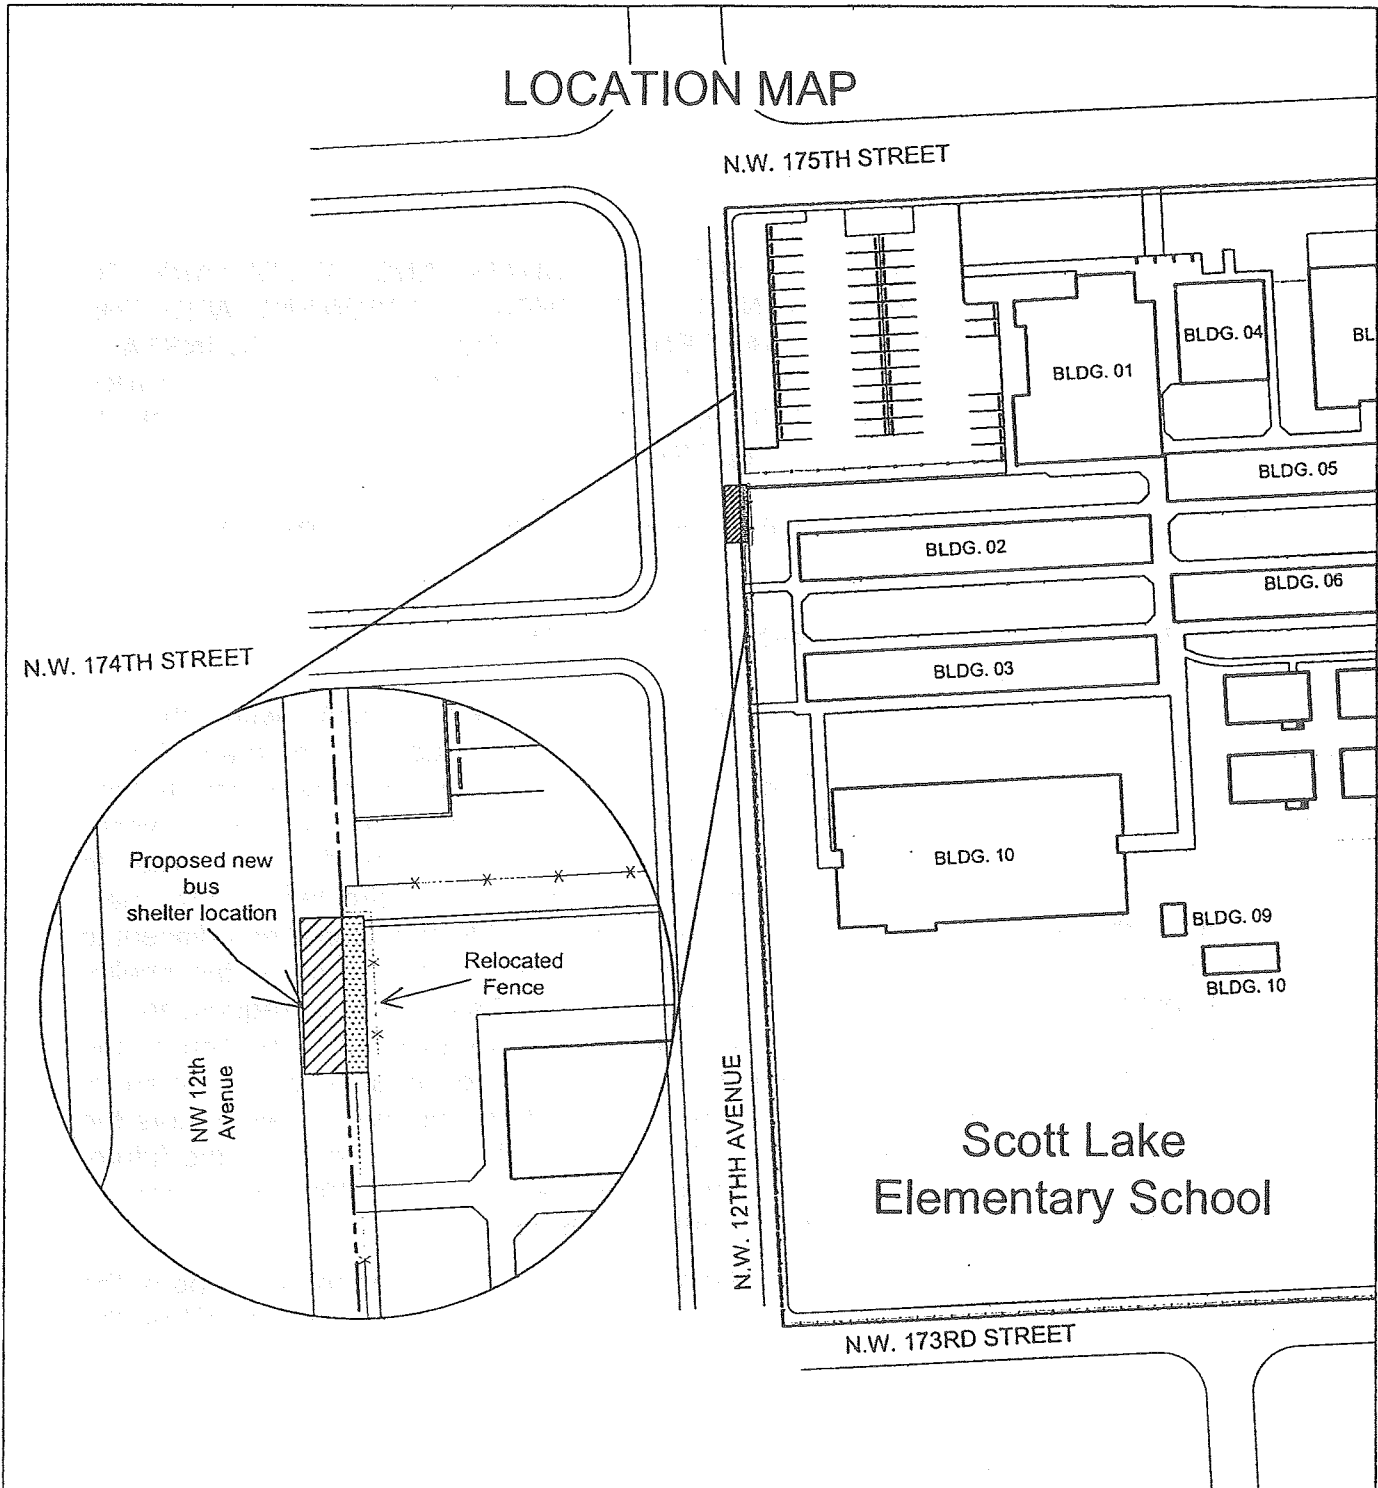 LOCATION MAP
N.W. 175TH STREET
BLDG. 04
BL
BLDG. 01
BLDG. 05
BLDG. 02
BLDG. 06
N.W. 174TH STREET
BLDG. 03
Proposed new
bus
shelter location
BLDG. 10
BLDG. 09
Relocated
Fence
BLDG. 10
NW 12th
Avenue
N.W. 12THH AVENUE
Scott Lake
Elementary School
N.W. 173RD STREET